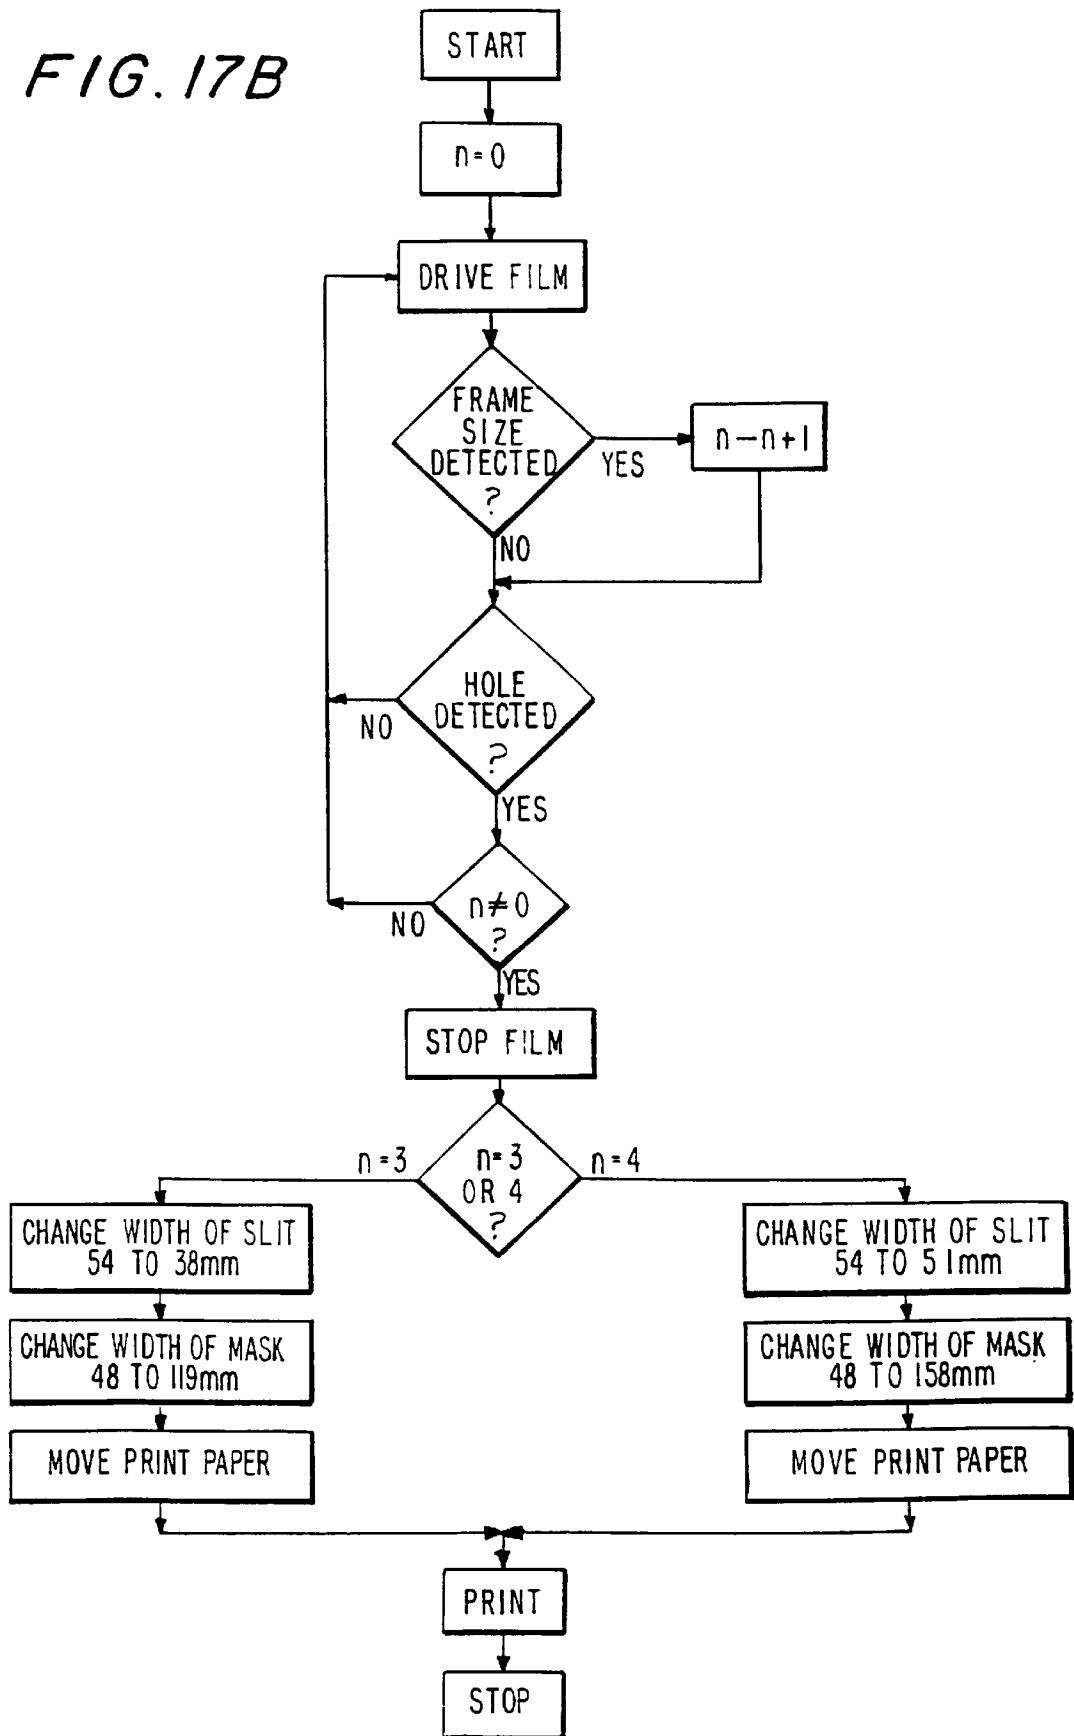 FIG. 17B
START
n=0
DRIVE FILM
FRAME
SIZE
DETECTED
?
YES
n-n+1
NO
HOLE
DETECTED
?
NO
YES
n≠0
?
NO
YES
STOP FILM
n=3
OR 4
?
n=3
n=4
CHANGE WIDTH OF SLIT
54 TO 38mm
CHANGE WIDTH OF SLIT
54 TO 51mm
CHANGE WIDTH OF MASK
48 TO 119mm
CHANGE WIDTH OF MASK
48 TO 158mm
MOVE PRINT PAPER
MOVE PRINT PAPER
PRINT
STOP